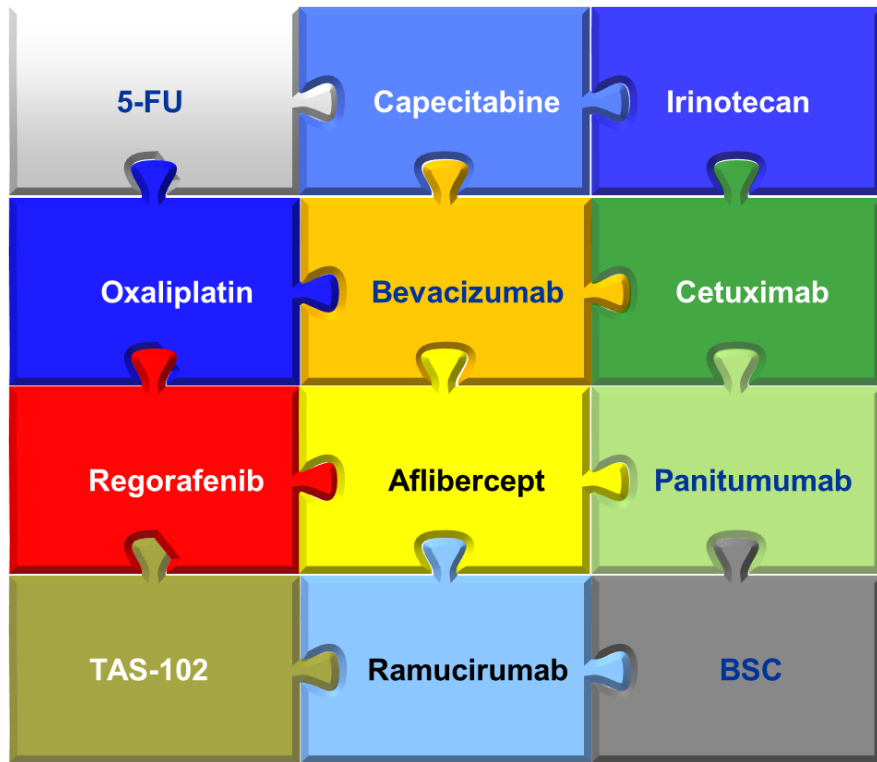 5-FU
Capecitabine
Irinotecan
Oxaliplatin
Bevacizumab
Cetuximab
Regorafenib
Aflibercept
Panitumumab
TAS-102
Ramucirumab
BSC